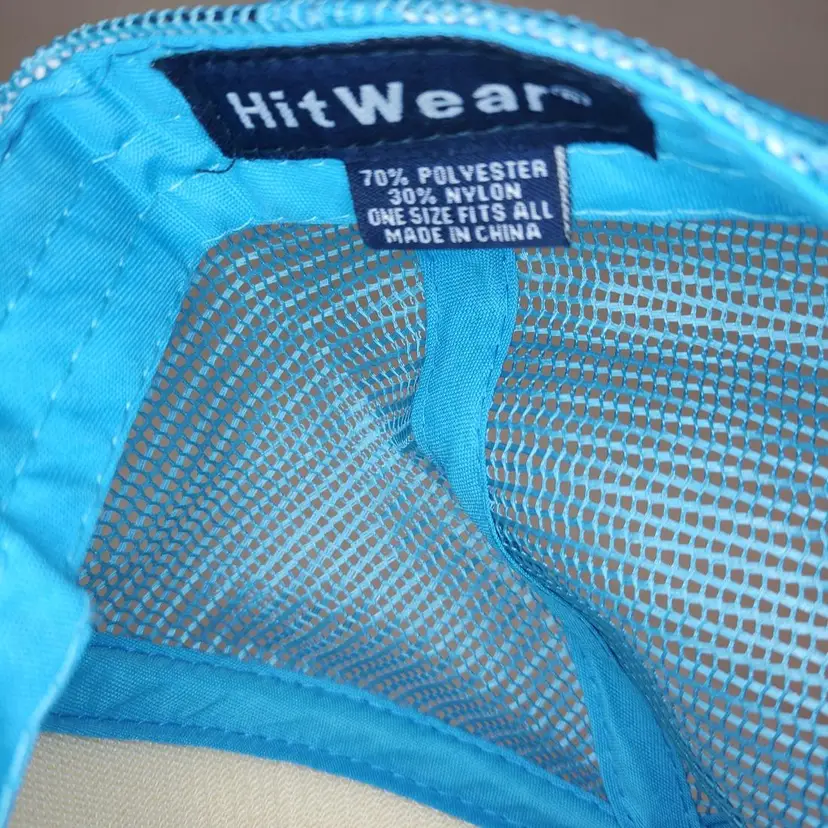 HitWear
70% POLYESTER
30% NYLON
ONE SIZE FITS ALL
MADE IN CHINA